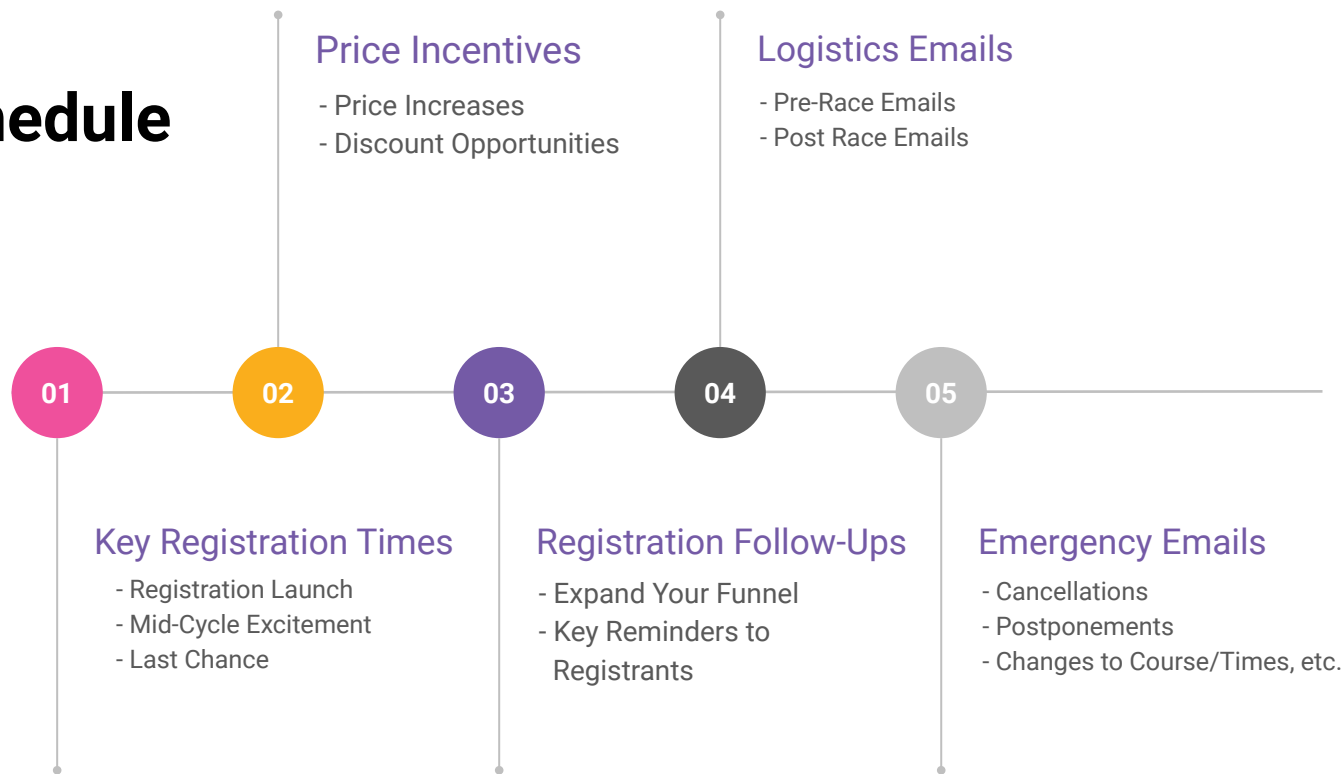 hedule
Price Incentives
- Price Increases
- Discount Opportunities
Logistics Emails
- Pre-Race Emails
- Post Race Emails
01
02
03
04
05
Key Registration Times
- Registration Launch
- Mid-Cycle Excitement
- Last Chance
Registration Follow-Ups
- Expand Your Funnel
- Key Reminders to
Registrants
Emergency Emails
- Cancellations
- Postponements
- Changes to Course/Times, etc.